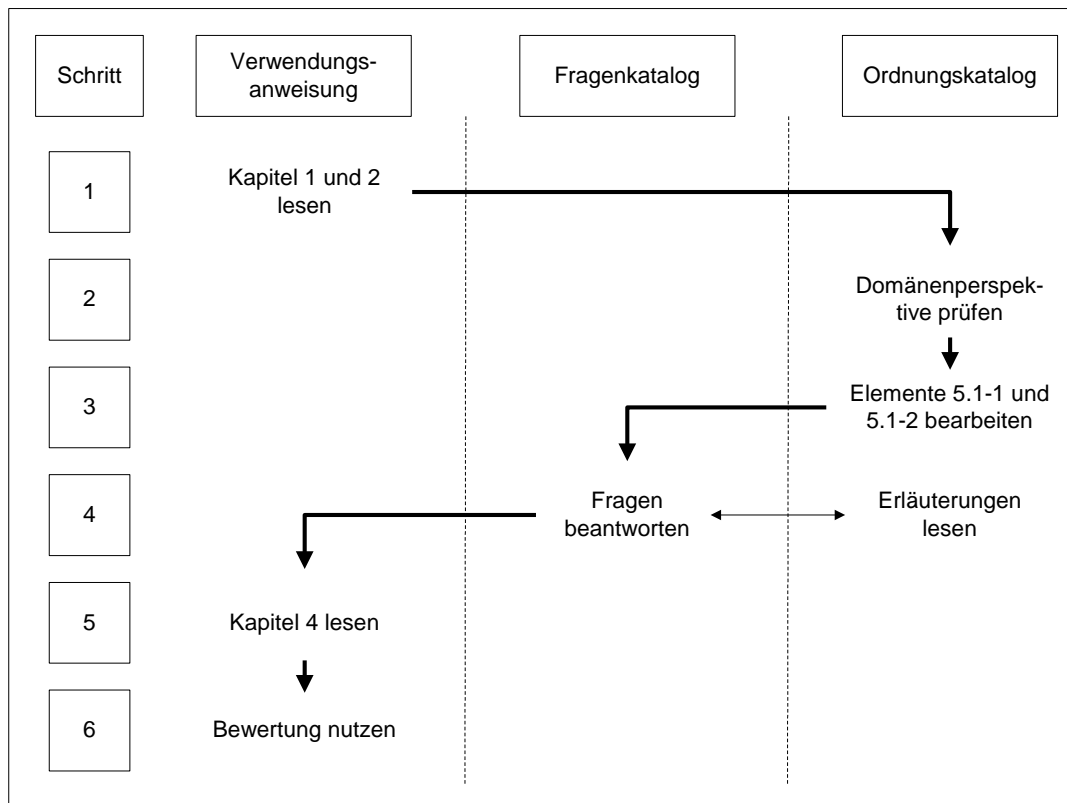 Schritt
Verwendungs-
anweisung
Fragenkatalog
Ordnungskatalog
1
Kapitel 1 und 2
lesen
2
Domänenperspek-
tive prüfen
3
Elemente 5.1-1 und
5.1-2 bearbeiten
4
Fragen
beantworten
Erläuterungen
lesen
5
Kapitel 4 lesen
6
Bewertung nutzen